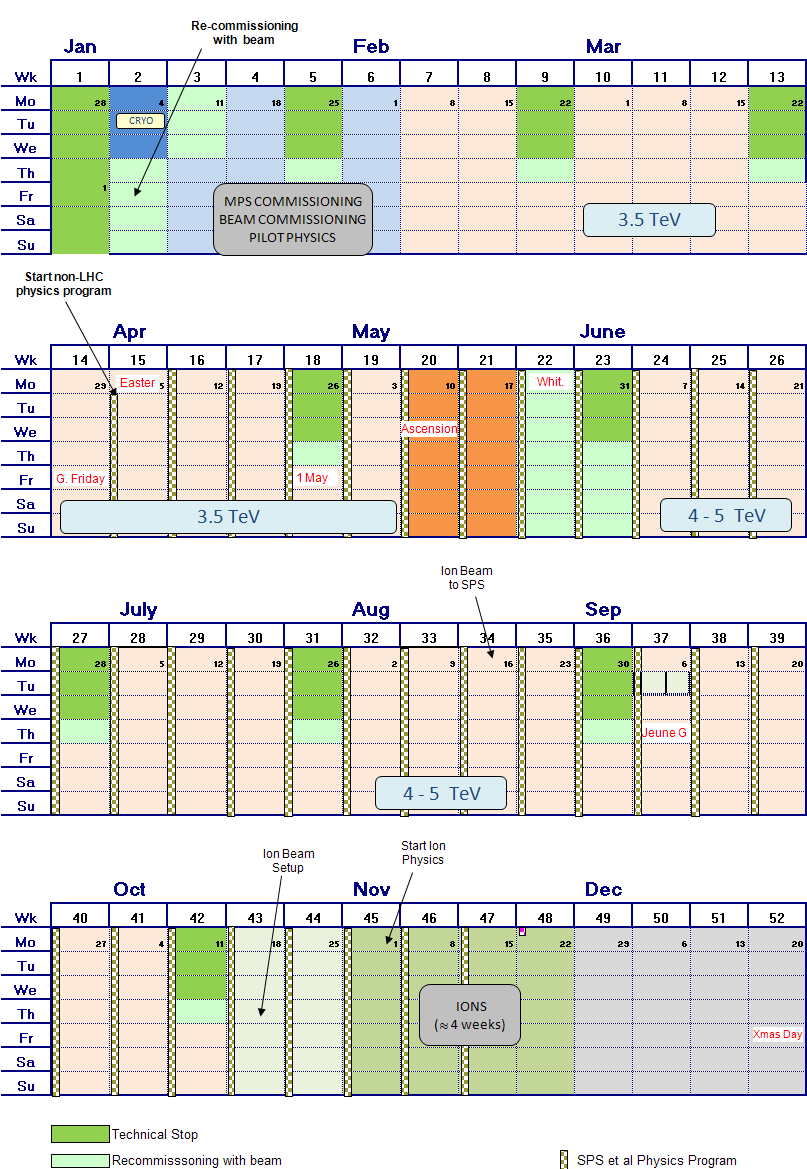 Re-commissioning
with beam
Jan Feb Mar
Wk 1 2 3 4 5 6 7 8 9 10 11 12 13
Mo 28 4 11 18 25 1 8 15 22 1 8 15 22
Tu CRYO
We
Th
Fr 1
Sa
Su
MPS COMMISSIONING
BEAM COMMISSIONING
PILOT PHYSICS
3.5 TeV
Start non-LHC
physics program
Apr May June
Wk 14 15 16 17 18 19 20 21 22 23 24 25 26
Mo 29 Easter 5 12 19 26 3 10 17 Whit. 31 7 14 21
Tu
We Ascension
Th
Fr G. Friday 1 May
Sa
Su
3.5 TeV
4 - 5 TeV
Ion Beam
to SPS
July Aug Sep
Wk 27 28 29 30 31 32 33 34 35 36 37 38 39
Mo 28 5 12 19 26 2 9 16 23 30 6 13 20
Tu
We
Th Jeune G
Fr
Sa
Su
4 - 5 TeV
Ion Beam
Setup
Start Ion
Physics
Oct Nov Dec
Wk 40 41 42 43 44 45 46 47 48 49 50 51 52
Mo 27 4 11 18 25 1 8 15 22 29 6 13 20
Tu
We
Th
Fr Xmas Day
Sa
Su
IONS
(≈ 4 weeks)
Technical Stop
Recommisssoning with beam
SPS et al Physics Program